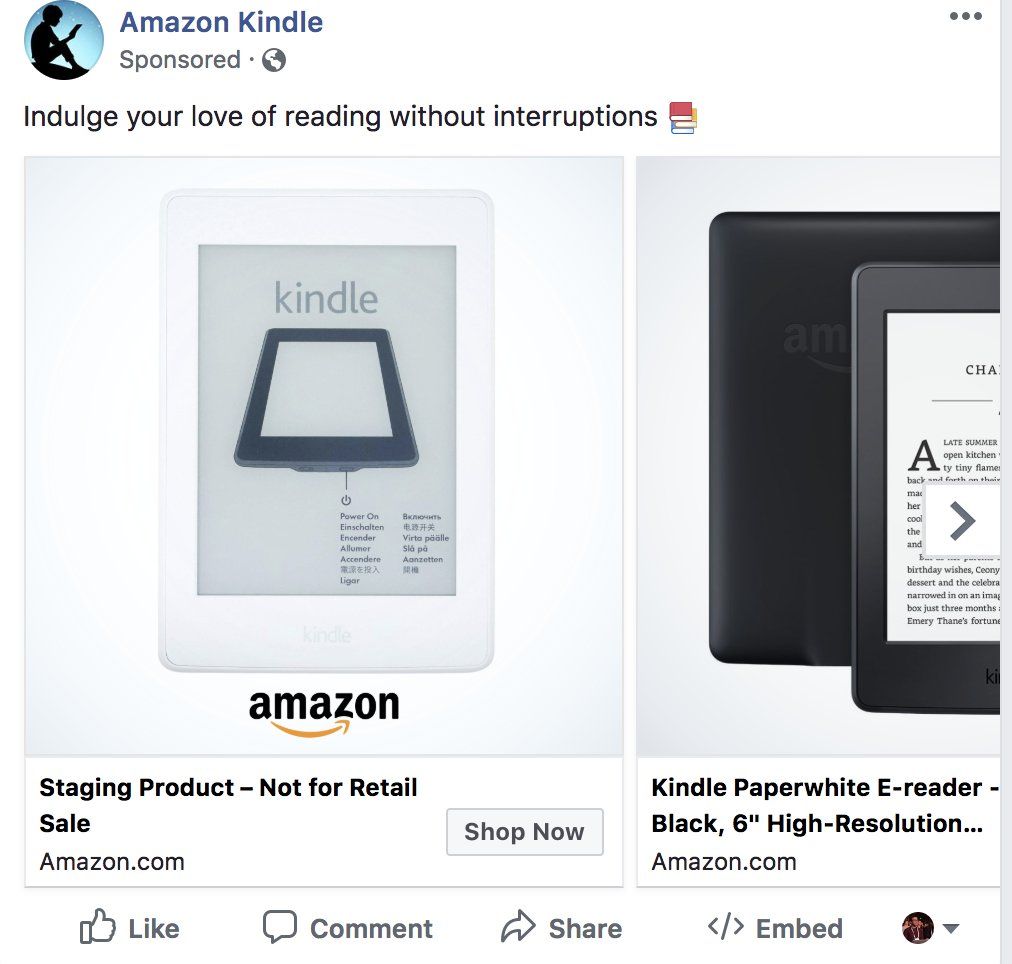 Amazon Kindle
Sponsored ·
Indulge your love of reading without interruptions
kindle
Power On
Einschalten
Encender
Allumer
Accendere
電源を投入
Ligar
Включить
电源开关
Virta päälle
Slå på
Aanzetten
開機
kindle
amazon
Staging Product – Not for Retail
Sale
Amazon.com
Shop Now
am
CHA
A LATE SUMMER
open kitchen
ty tiny flame
back and forth on their
mad
her
cool
the
and
birthday wishes, Ceony
dessert and the celebra
narrowed in on an imag
box just three months
Emery Thane's fortune
ki
Kindle Paperwhite E-reader -
Black, 6" High-Resolution...
Amazon.com
Like
Comment
Share
</> Embed